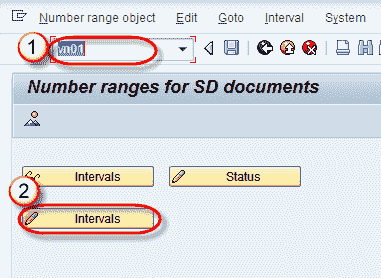 Number range object Edit Goto Interval System
1 vn01
Number ranges for SD documents
Intervals Status
2
Intervals